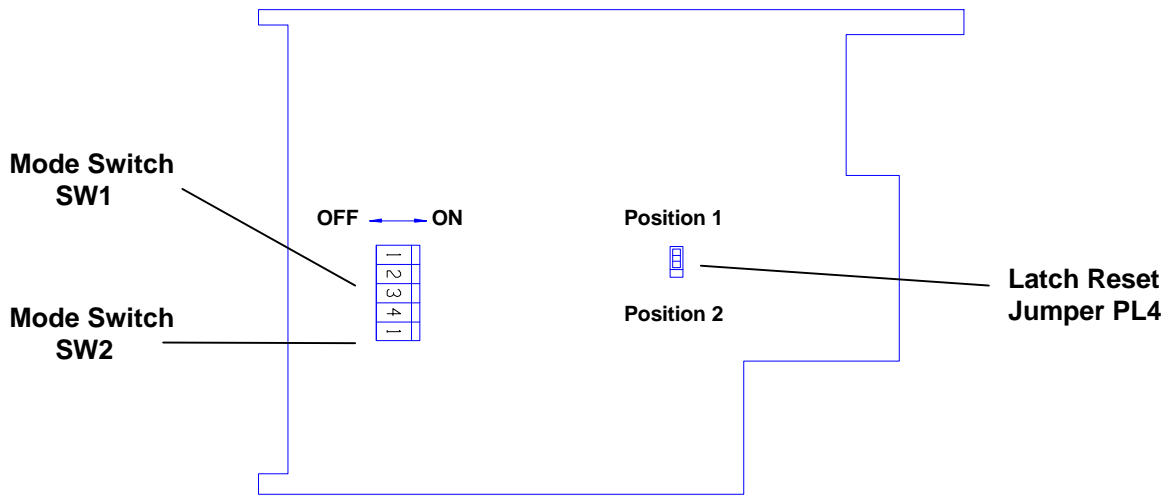 Mode Switch
SW1
OFF
ON
Position 1
1
2
3
4
1
Latch Reset
Jumper PL4
Position 2
Mode Switch
SW2